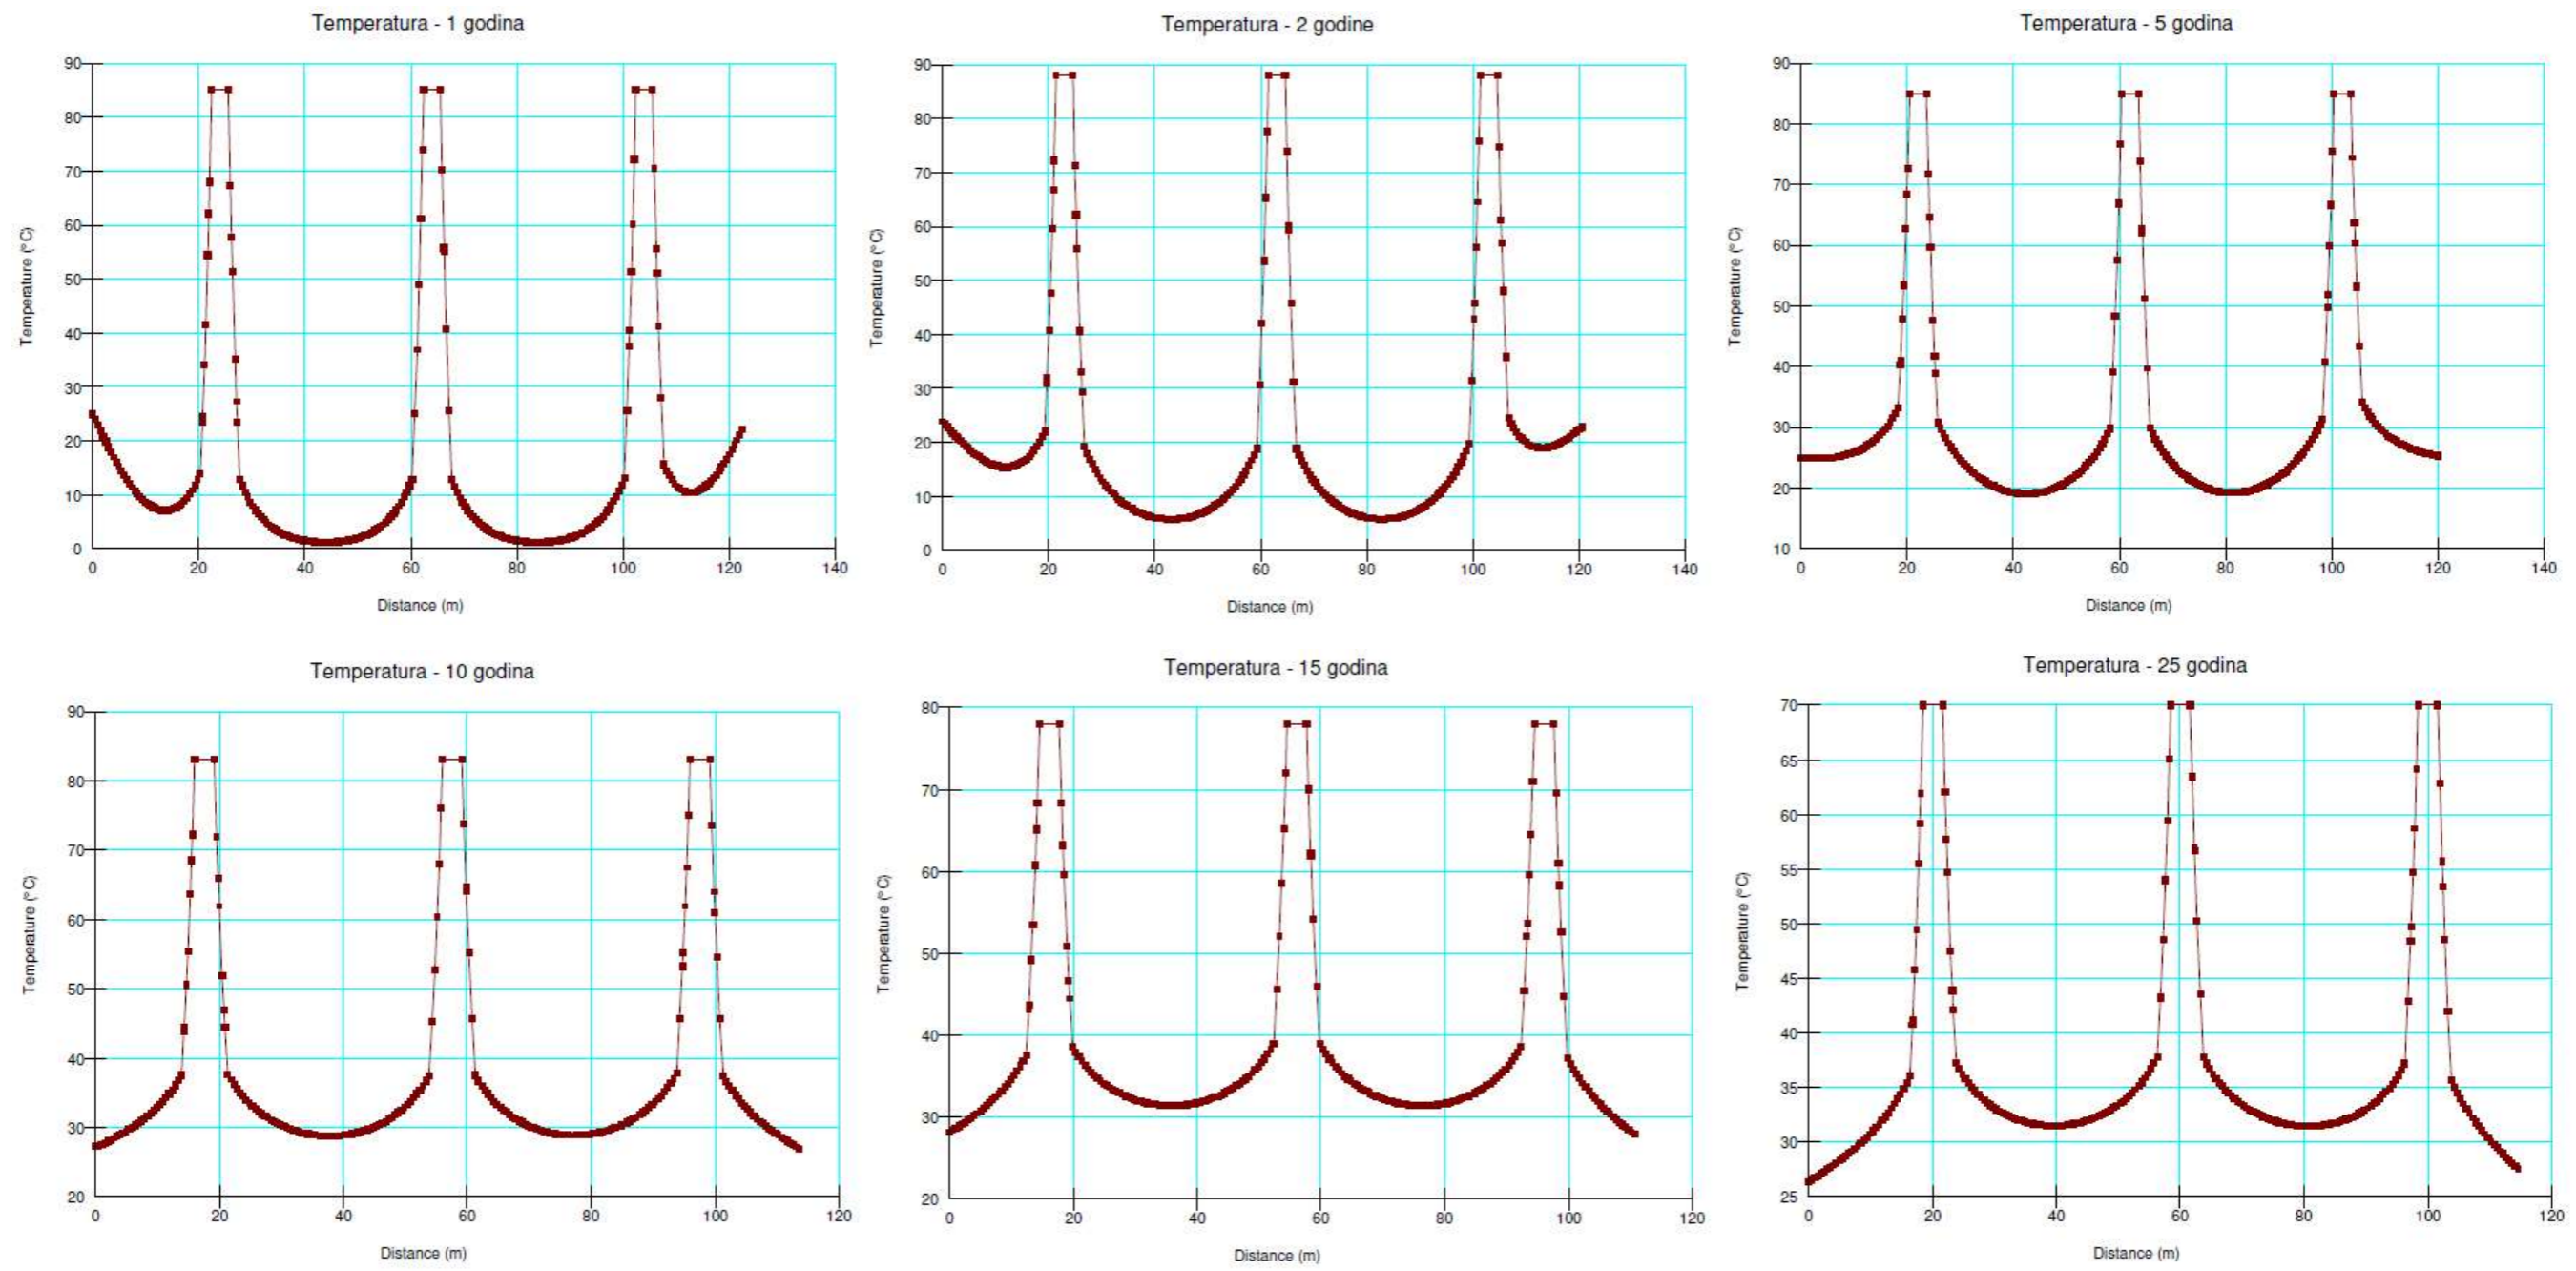 Temperatura - 1 godina
Temperature (°C)
90
80
70
60
50
40
30
20
10
0
0 20 40 60 80 100 120 140
Distance (m)
Temperatura - 2 godine
Temperature (°C)
90
80
70
60
50
40
30
20
10
0
0 20 40 60 80 100 120 140
Distance (m)
Temperatura - 5 godina
Temperature (°C)
90
80
70
60
50
40
30
20
10
0 20 40 60 80 100 120 140
Distance (m)
Temperatura - 10 godina
Temperature (°C)
90
80
70
60
50
40
30
20
0 20 40 60 80 100 120
Distance (m)
Temperatura - 15 godina
Temperature (°C)
80
70
60
50
40
30
20
0 20 40 60 80 100 120
Distance (m)
Temperatura - 25 godina
Temperature (°C)
70
65
60
55
50
45
40
35
30
25
0 20 40 60 80 100 120
Distance (m)